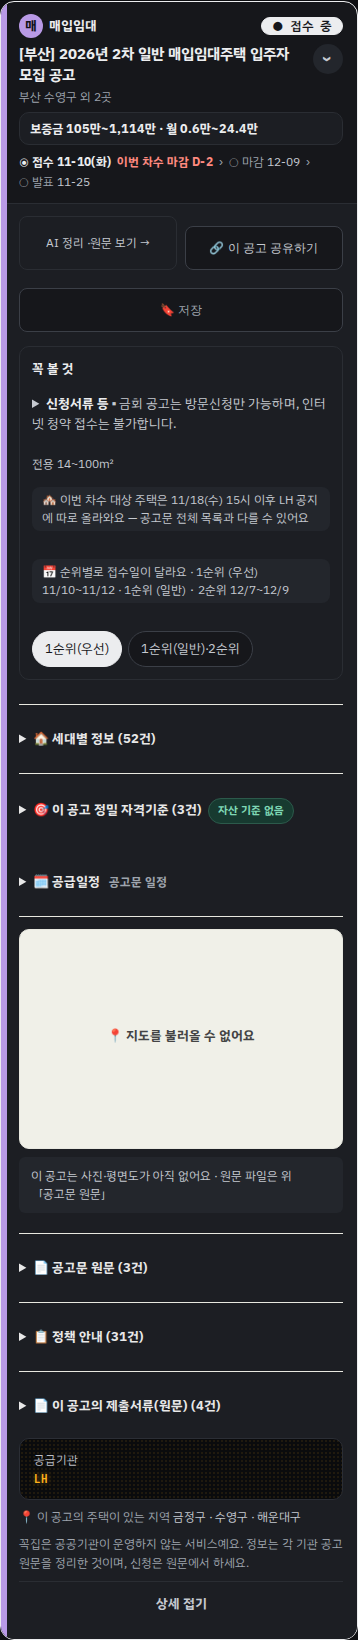 매 매입임대 ● 접수 중
[부산] 2026년 2차 일반 매입임대주택 입주자
모집 공고
부산 수영구 외 2곳
보증금 105만~1,114만 · 월 0.6만~24.4만
접수 11-10(화) 이번 차수 마감 D-2 › 마감 12-09 ›
발표 11-25
AI 정리 ·원문 보기 →
🔗 이 공고 공유하기
🔖 저장
꼭 볼 것
▶ 신청서류 등 ▪ 금회 공고는 방문신청만 가능하며, 인터
넷 청약 접수는 불가합니다.
전용 14~100m²
🏘️ 이번 차수 대상 주택은 11/18(수) 15시 이후 LH 공지
에 따로 올라와요 — 공고문 전체 목록과 다를 수 있어요
📅 순위별로 접수일이 달라요 · 1순위 (우선)
11/10~11/12 · 1순위 (일반) · 2순위 12/7~12/9
1순위(우선) 1순위(일반)·2순위
▶ 🏠 세대별 정보 (52건)
▶ 🎯 이 공고 정밀 자격기준 (3건) 자산 기준 없음
▶ 🗓️ 공급일정 공고문 일정
📍 지도를 불러올 수 없어요
이 공고는 사진·평면도가 아직 없어요 · 원문 파일은 위
「공고문 원문」
▶ 📄 공고문 원문 (3건)
▶ 📋 정책 안내 (31건)
▶ 📄 이 공고의 제출서류(원문) (4건)
공급기관
LH
📍 이 공고의 주택이 있는 지역 금정구 · 수영구 · 해운대구
꼭집은 공공기관이 운영하지 않는 서비스예요. 정보는 각 기관 공고
원문을 정리한 것이며, 신청은 원문에서 하세요.
상세 접기